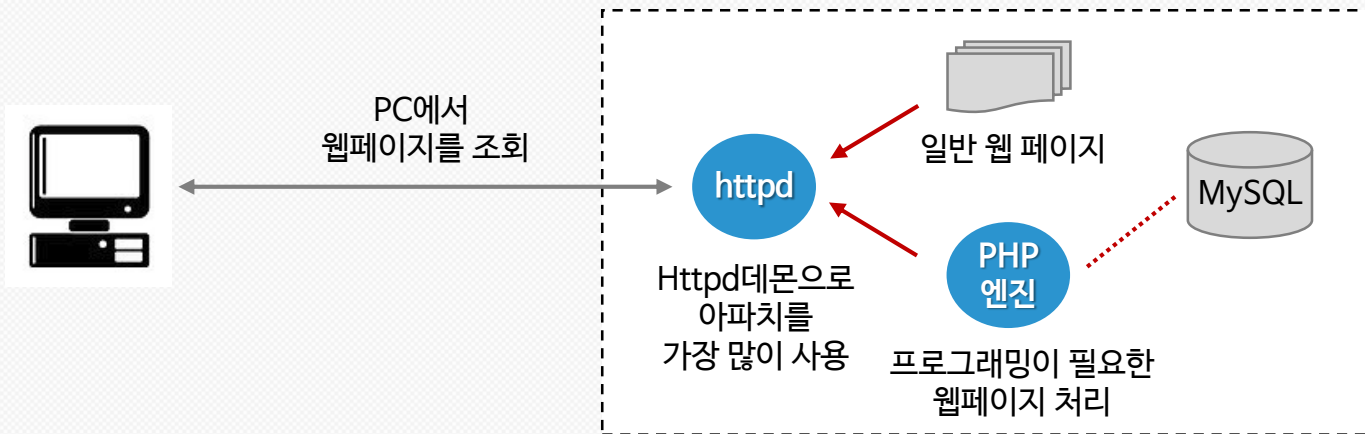 PC에서
웹페이지를 조회
httpd
Httpd데몬으로
아파치를
가장 많이 사용
일반 웹 페이지
PHP
엔진
프로그래밍이 필요한
웹페이지 처리
MySQL